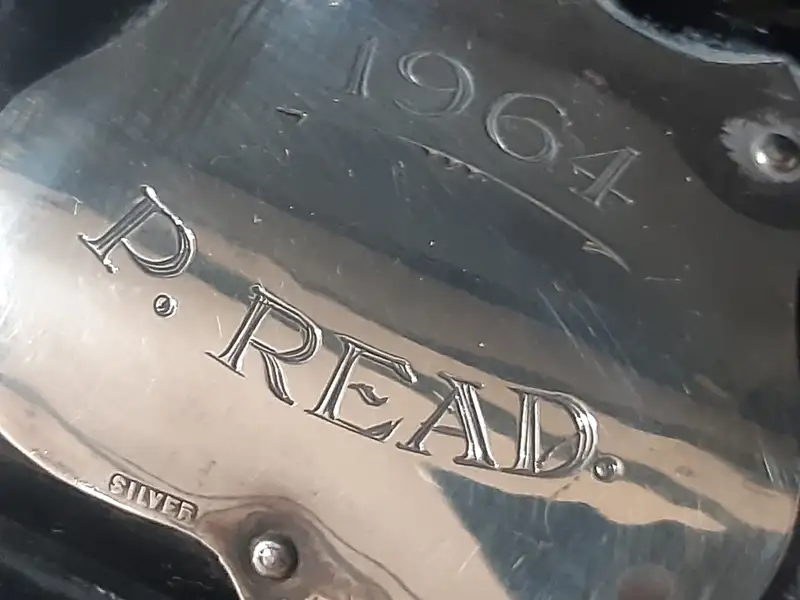 1964
P. READ.
SILVER